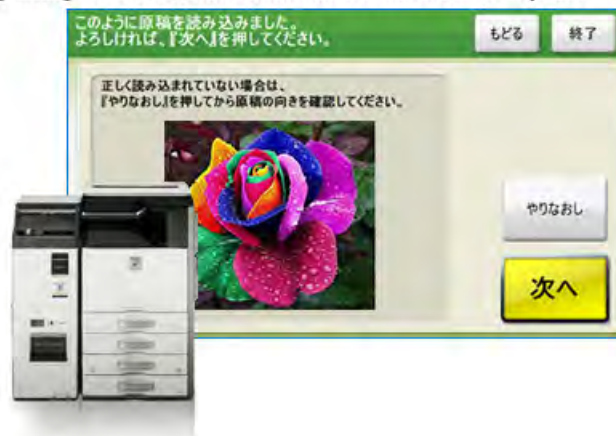 このように原稿を読み込みました。
よろしければ、『次へ』を押してください。
もどる
終了
正しく読み込まれていない場合は、
『やりなおし』を押してから原稿の向きを確認してください。
やりなおし
次へ